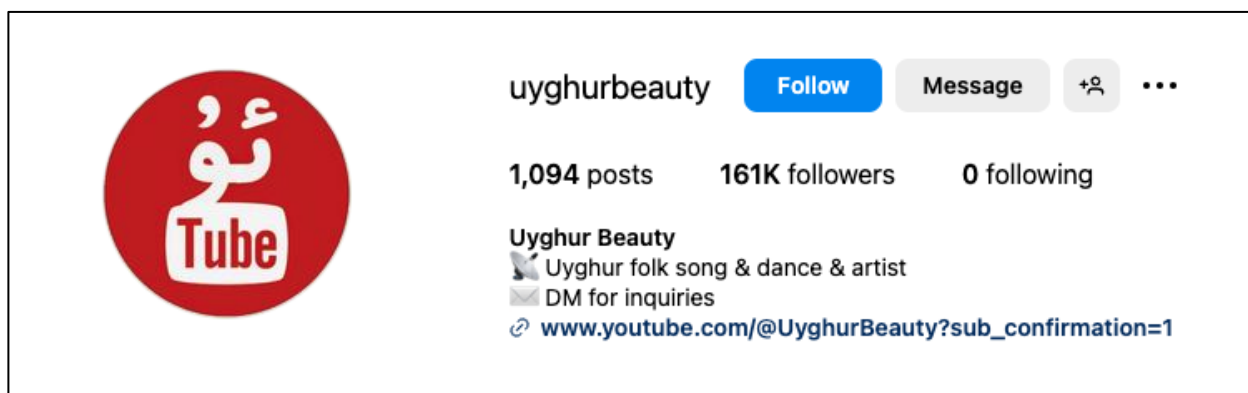 ئۇ
Tube
uyghurbeauty Follow Message
1,094 posts 161K followers 0 following
Uyghur Beauty
Uyghur folk song & dance & artist
DM for inquiries
www.youtube.com/@UyghurBeauty?sub_confirmation=1